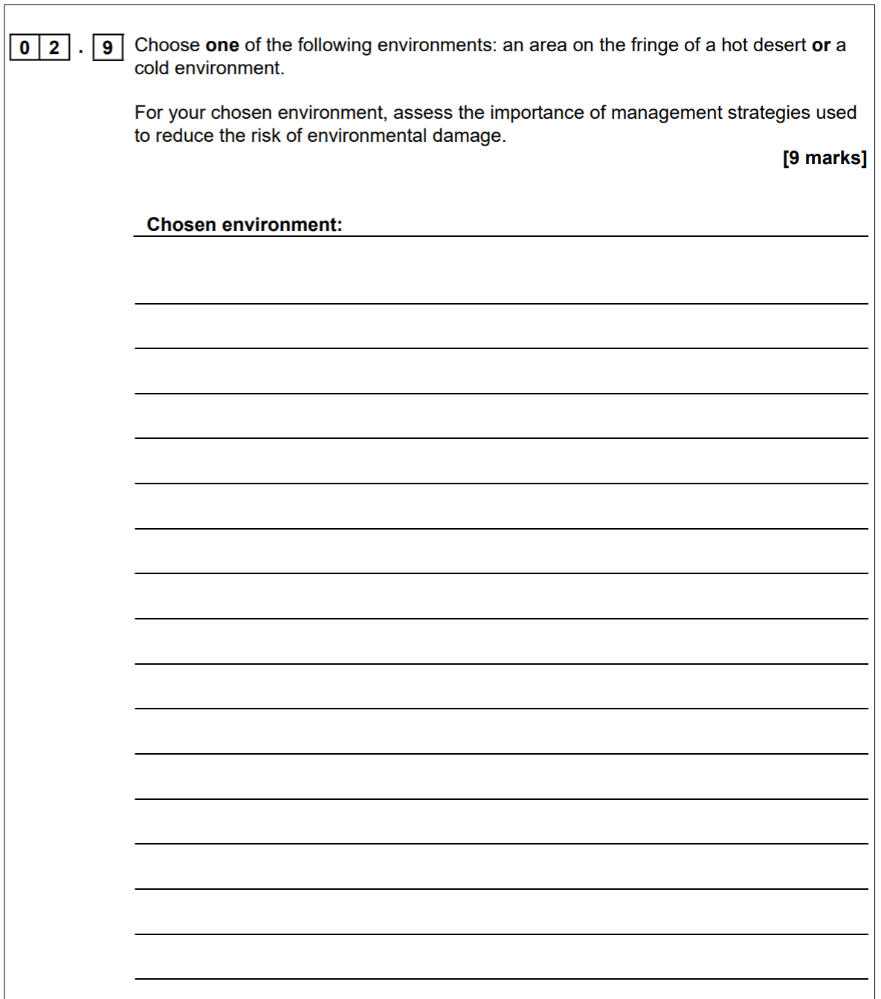 0 2 . 9 Choose one of the following environments: an area on the fringe of a hot desert or a
cold environment.
For your chosen environment, assess the importance of management strategies used
to reduce the risk of environmental damage.
[9 marks]
Chosen environment: